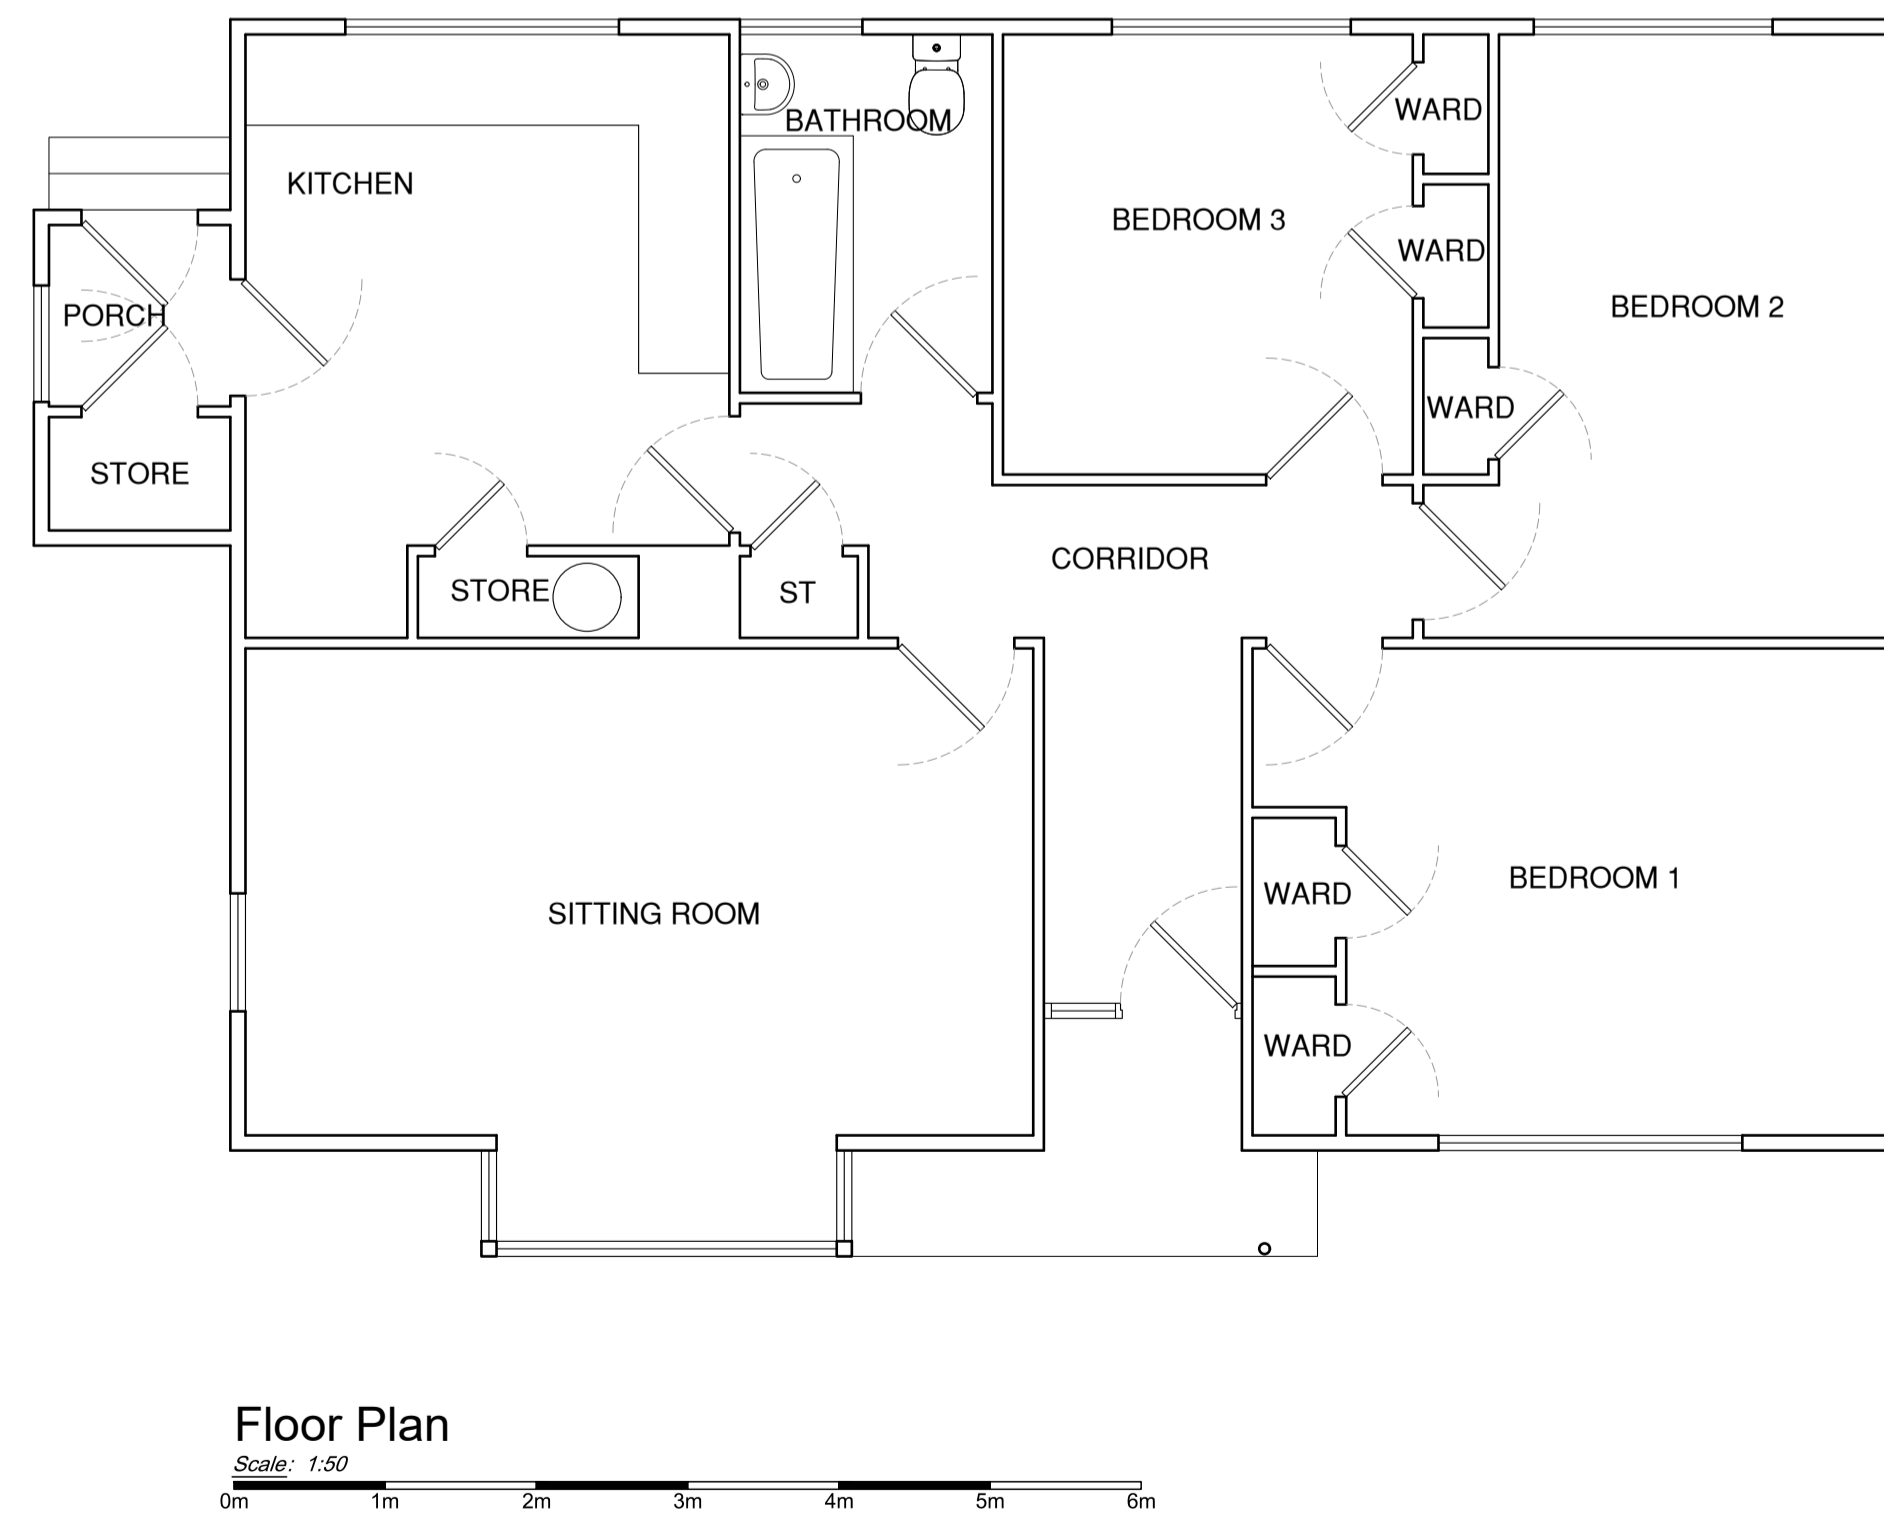 WARD
BATHROOM
KITCHEN
BEDROOM 3
WARD
BEDROOM 2
PORCH
WARD
STORE
CORRIDOR
STORE
ST
BEDROOM 1
WARD
SITTING ROOM
WARD
Floor Plan
Scale: 1:50
0m 1m 2m 3m 4m 5m 6m